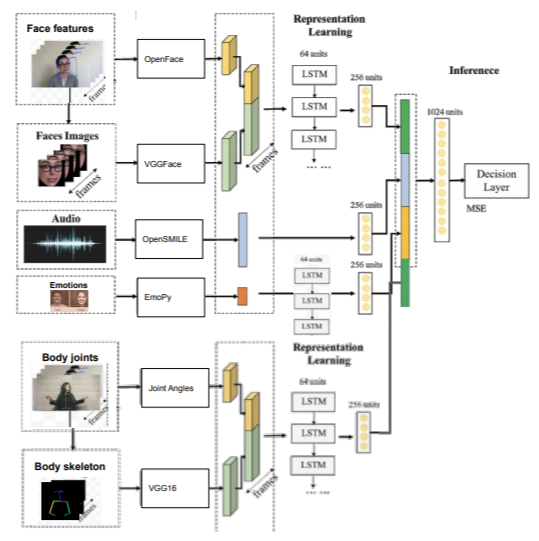 Face features
frames
OpenFace
Faces Images
frames
VGGFace
frames
Representation
Learning
64 units
LSTM
LSTM
LSTM
... ...
256 units
Inferenece
1024 units
Decision
Layer
MSE
Audio
OpenSMILE
256 units
Emotions
EmoPy
64 units
LSTM
LSTM
LSTM
256 units
Body joints
frames
Joint Angles
Body skeleton
frames
VGG16
frames
Representation
Learning
64 units
LSTM
LSTM
LSTM
... ...
256 units